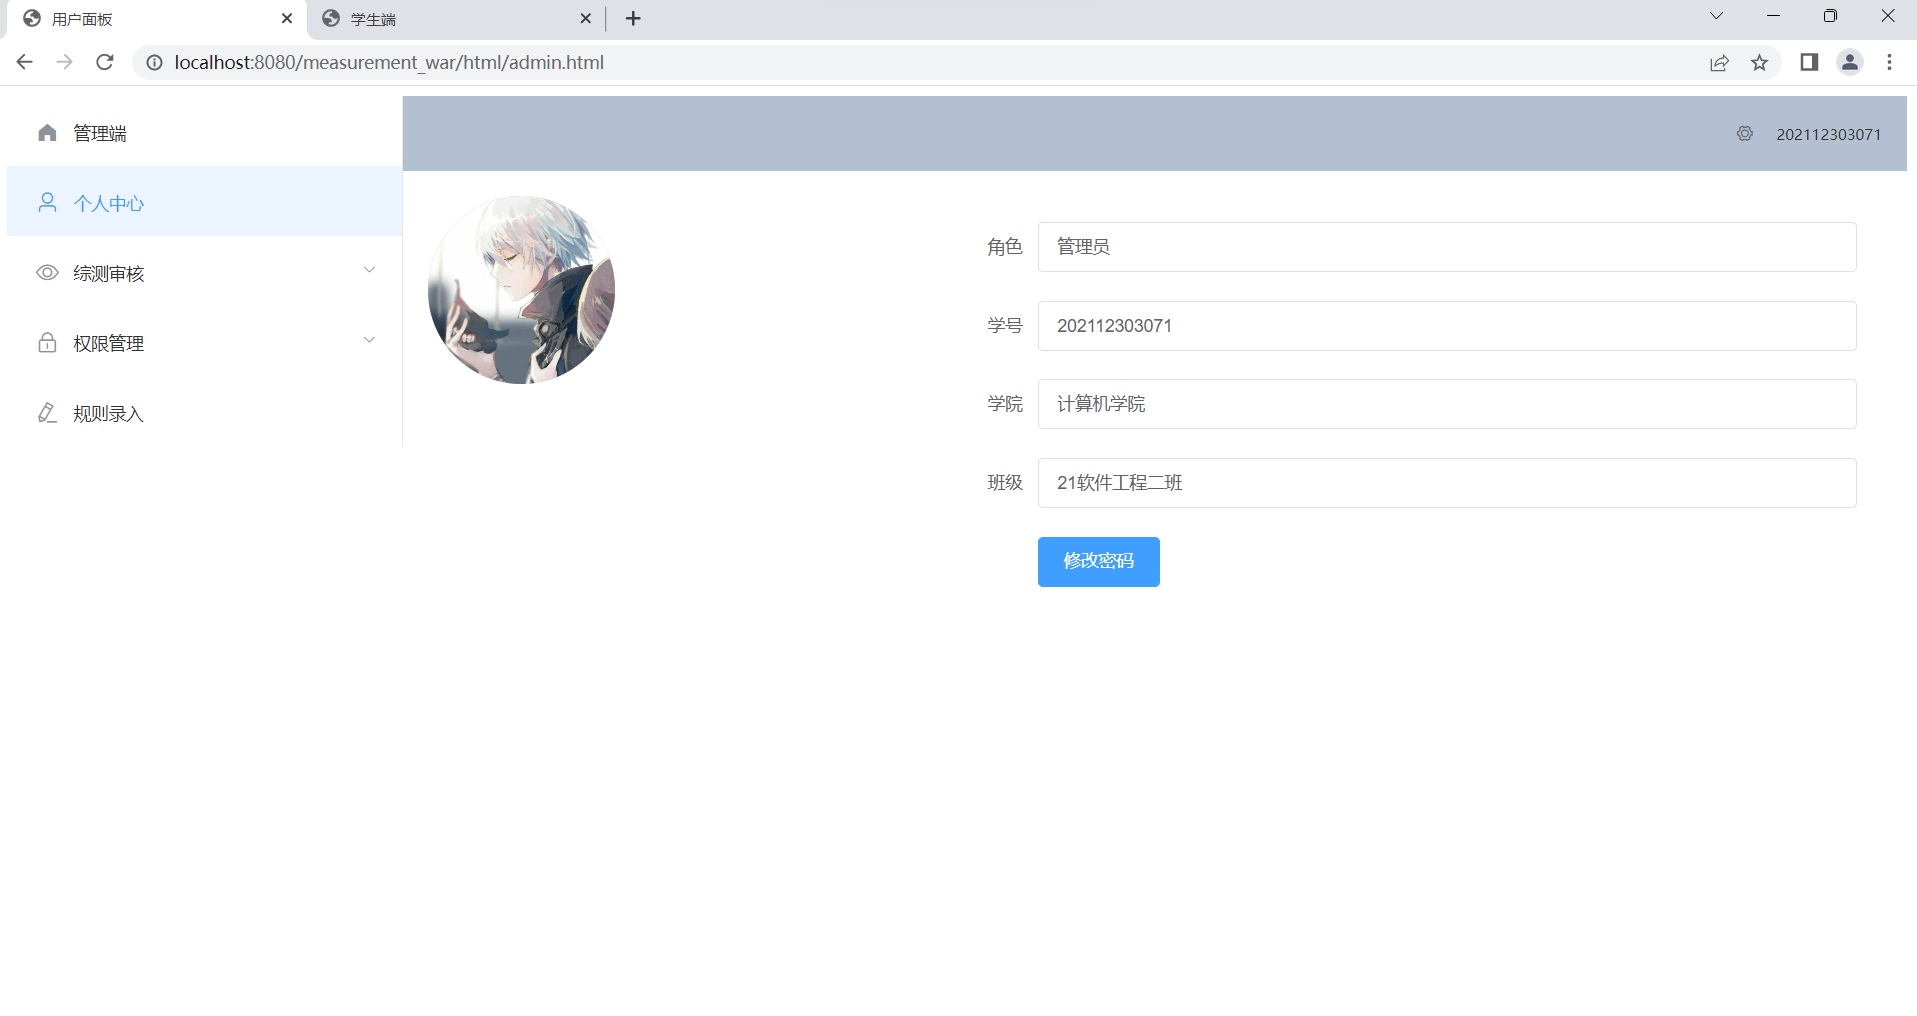 用户面板
学生端
localhost:8080/measurement_war/html/admin.html
管理端
202112303071
个人中心
综测审核
权限管理
规则录入
角色 管理员
学号 202112303071
学院 计算机学院
班级 21软件工程二班
修改密码